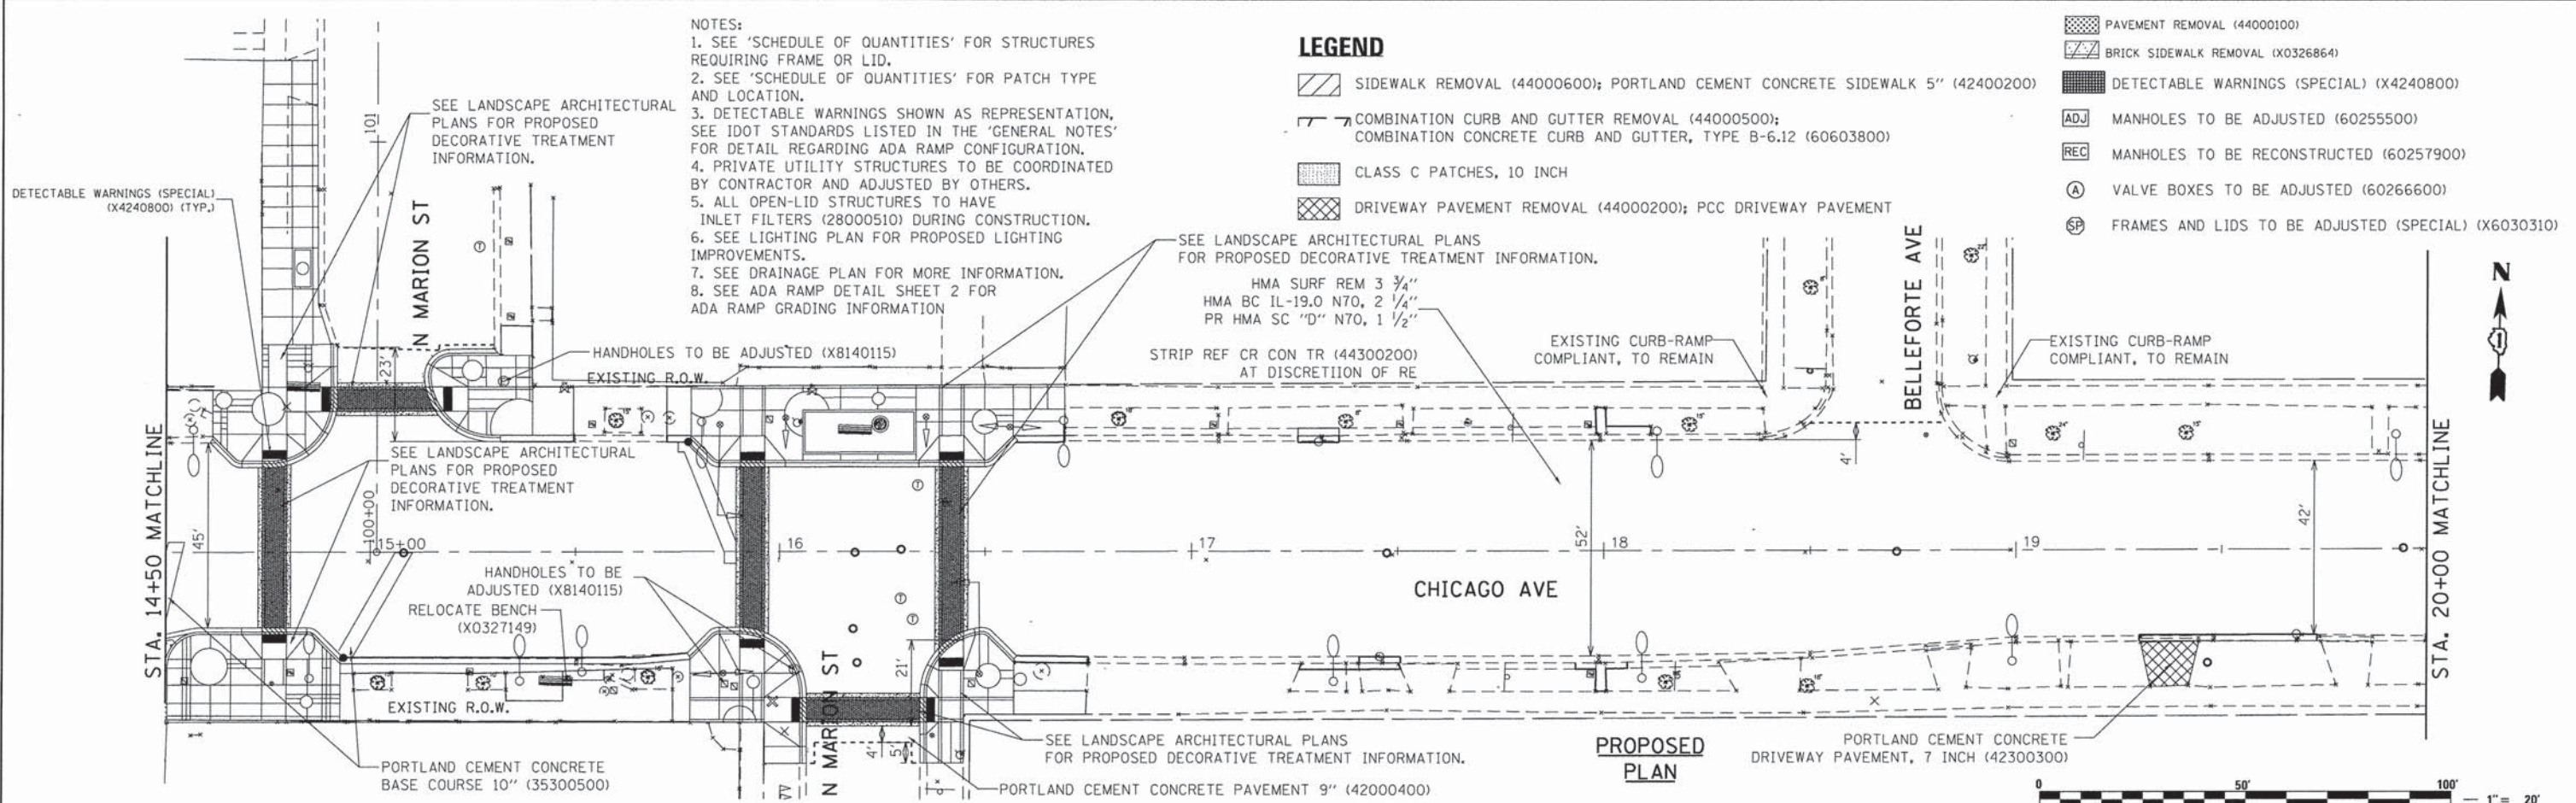 NOTES:
1. SEE 'SCHEDULE OF QUANTITIES' FOR STRUCTURES
REQUIRING FRAME OR LID.
2. SEE 'SCHEDULE OF QUANTITIES' FOR PATCH TYPE
AND LOCATION.
3. DETECTABLE WARNINGS SHOWN AS REPRESENTATION,
SEE IDOT STANDARDS LISTED IN THE 'GENERAL NOTES'
FOR DETAIL REGARDING ADA RAMP CONFIGURATION.
4. PRIVATE UTILITY STRUCTURES TO BE COORDINATED
BY CONTRACTOR AND ADJUSTED BY OTHERS.
5. ALL OPEN-LID STRUCTURES TO HAVE
INLET FILTERS (28000510) DURING CONSTRUCTION.
6. SEE LIGHTING PLAN FOR PROPOSED LIGHTING
IMPROVEMENTS.
7. SEE DRAINAGE PLAN FOR MORE INFORMATION.
8. SEE ADA RAMP DETAIL SHEET 2 FOR
ADA RAMP GRADING INFORMATION
LEGEND
SIDEWALK REMOVAL (44000600); PORTLAND CEMENT CONCRETE SIDEWALK 5" (42400200)
COMBINATION CURB AND GUTTER REMOVAL (44000500);
COMBINATION CONCRETE CURB AND GUTTER, TYPE B-6.12 (60603800)
CLASS C PATCHES, 10 INCH
DRIVEWAY PAVEMENT REMOVAL (44000200); PCC DRIVEWAY PAVEMENT
PAVEMENT REMOVAL (44000100)
BRICK SIDEWALK REMOVAL (X0326864)
DETECTABLE WARNINGS (SPECIAL) (X4240800)
ADJ MANHOLES TO BE ADJUSTED (60255500)
REC MANHOLES TO BE RECONSTRUCTED (60257900)
A VALVE BOXES TO BE ADJUSTED (60266600)
SP FRAMES AND LIDS TO BE ADJUSTED (SPECIAL) (X6030310)
SEE LANDSCAPE ARCHITECTURAL
PLANS FOR PROPOSED
DECORATIVE TREATMENT
INFORMATION.
101
DETECTABLE WARNINGS (SPECIAL)
(X4240800) (TYP.)
N MARION ST
23'
HANDHOLES TO BE ADJUSTED (X8140115)
EXISTING R.O.W.
SEE LANDSCAPE ARCHITECTURAL PLANS
FOR PROPOSED DECORATIVE TREATMENT INFORMATION.
HMA SURF REM 3 3/4"
HMA BC IL-19.0 N70, 2 1/4"
PR HMA SC "D" N70, 1 1/2"
STRIP REF CR CON TR (44300200)
AT DISCRETIION OF RE
EXISTING CURB-RAMP
COMPLIANT, TO REMAIN
BELLEFORTE AVE
EXISTING CURB-RAMP
COMPLIANT, TO REMAIN
N
STA. 14+50 MATCHLINE
SEE LANDSCAPE ARCHITECTURAL
PLANS FOR PROPOSED
DECORATIVE TREATMENT
INFORMATION.
45'
100+00
15+00
16
17
18
19
4'
52'
42'
STA. 20+00 MATCHLINE
CHICAGO AVE
HANDHOLES TO BE
ADJUSTED (X8140115)
RELOCATE BENCH
(X0327149)
21'
EXISTING R.O.W.
N MARION ST
4'
5'
SEE LANDSCAPE ARCHITECTURAL PLANS
FOR PROPOSED DECORATIVE TREATMENT INFORMATION.
PORTLAND CEMENT CONCRETE
BASE COURSE 10" (35300500)
PORTLAND CEMENT CONCRETE PAVEMENT 9" (42000400)
PROPOSED
PLAN
PORTLAND CEMENT CONCRETE
DRIVEWAY PAVEMENT, 7 INCH (42300300)
0 50' 100'
1" = 20'